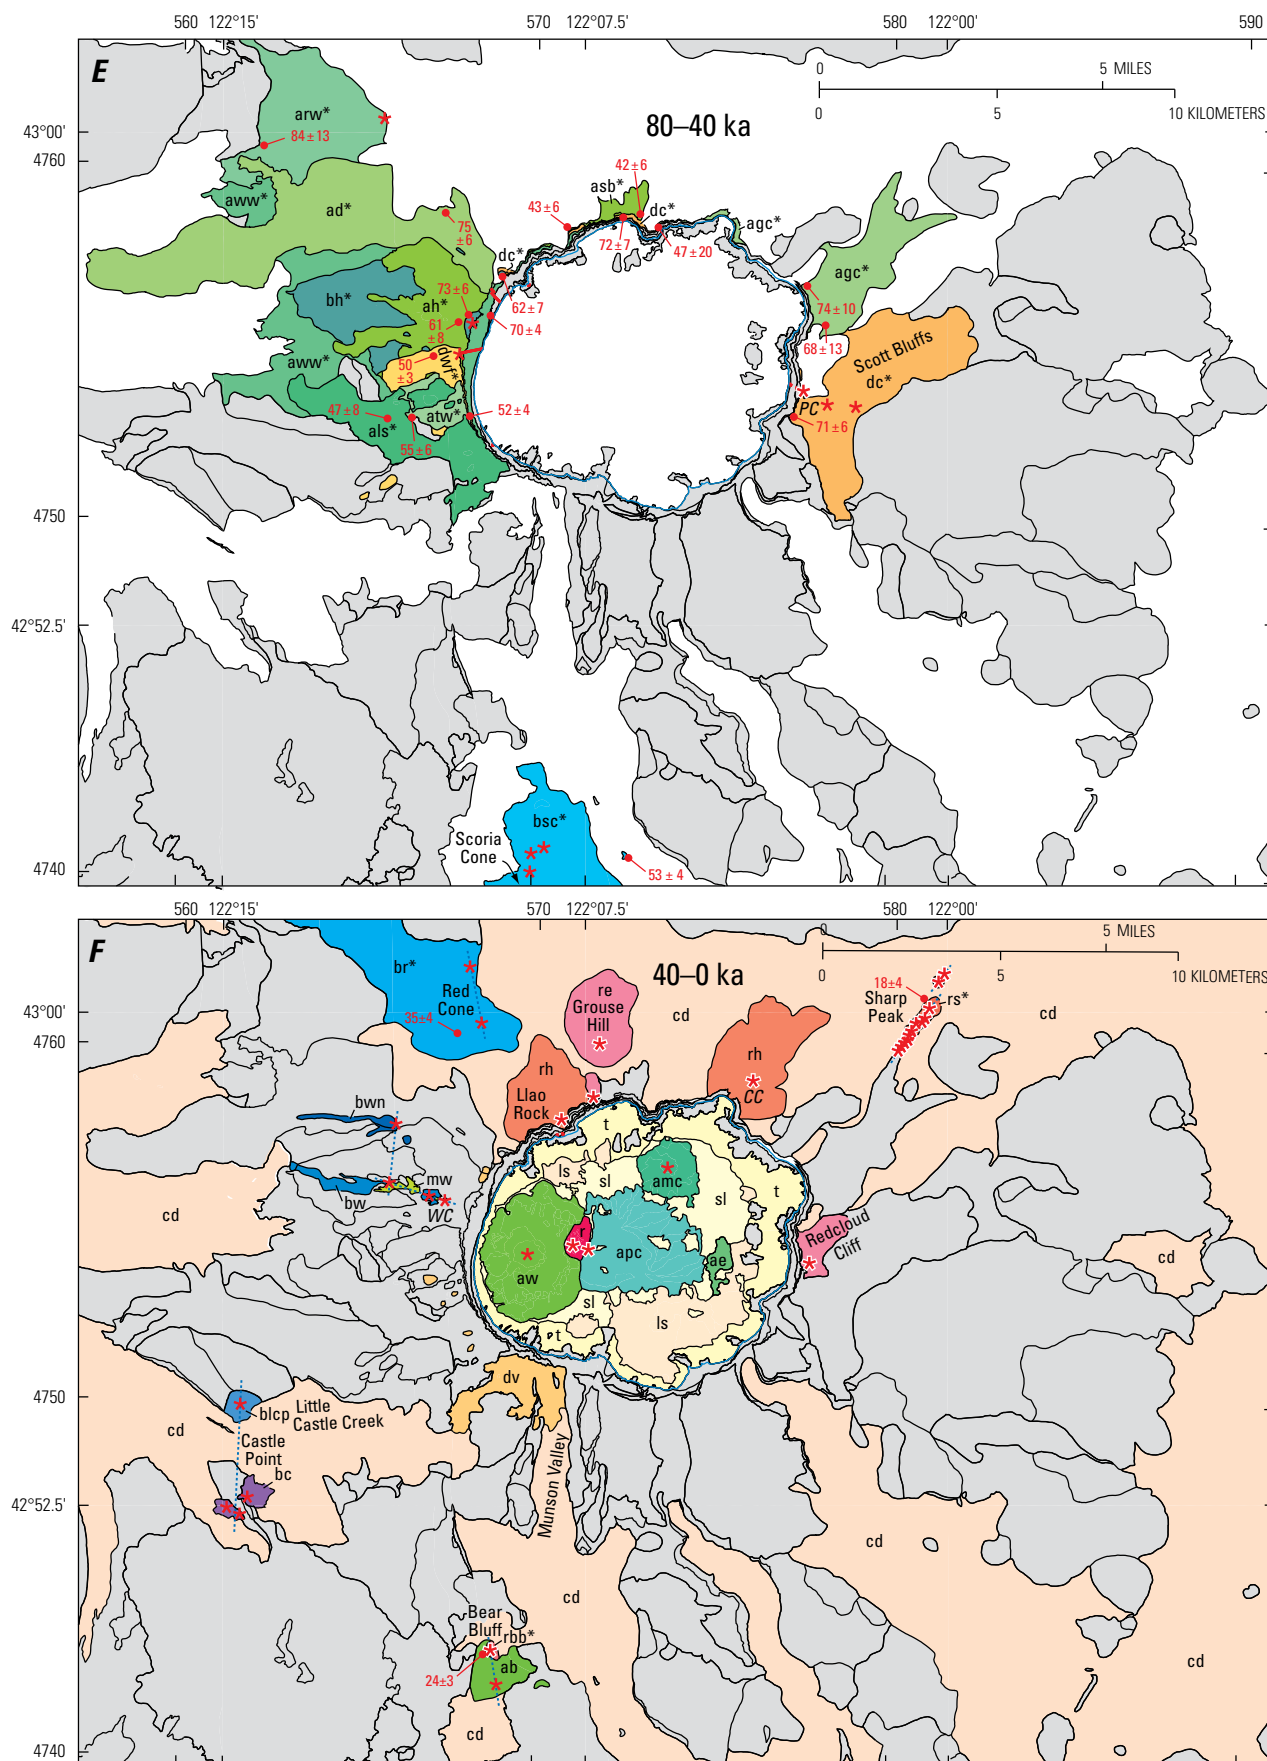 560 122°15' 570 122°07.5' 580 122°00' 590
E
0 5 MILES
0 5 10 KILOMETERS
80–40 ka
43°00'
4760
4750
42°52.5'
4740
arw*
84±13
aww*
ad*
75
±6
asb*
42±6
43±6
dc*
72±7
47±20
agc*
dc*
62±7
70±4
bh*
ah*
73±6
61
±8
agc*
74±10
68±13
aww*
50
±3
dwf*
Scott Bluffs
dc*
PC
71±6
47±8
als*
atw*
55±6
52±4
bsc*
Scoria
Cone
53±4
560 122°15' 570 122°07.5' 580 122°00'
F
0 5 MILES
0 5 10 KILOMETERS
40–0 ka
43°00'
4760
4750
42°52.5'
4740
br*
Red
Cone
35±4
re
Grouse
Hill
cd
18±4
Sharp
Peak
rs*
cd
rh
Llao
Rock
rh
CC
bwn
bw
mw
WC
cd
t
ls
sl
amc
sl
t
Redcloud
Cliff
cd
r
apc
ae
aw
sl
t
ls
dv
blcp
Little
Castle Creek
cd
Castle
Point
bc
Munson Valley
cd
cd
Bear
Bluff
rbb*
24±3
ab
cd
cd